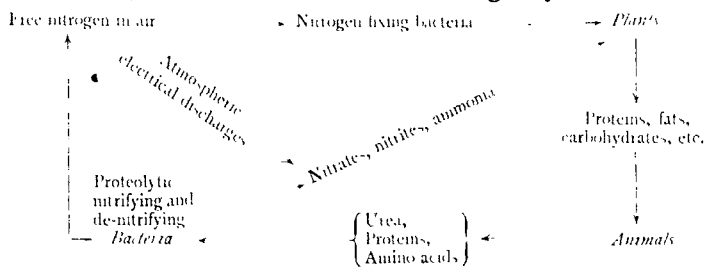 Free nitrogen in air Nitrogen fixing bacteria Plants
Atmospheric
electrical discharges
Nitrates, nitrites, ammonia
Proteins, fats,
carbohydrates, etc.
Proteolytic
nitrifying and
de-nitrifying
Bacteria
Urea,
Proteins,
Amino acids
Animals